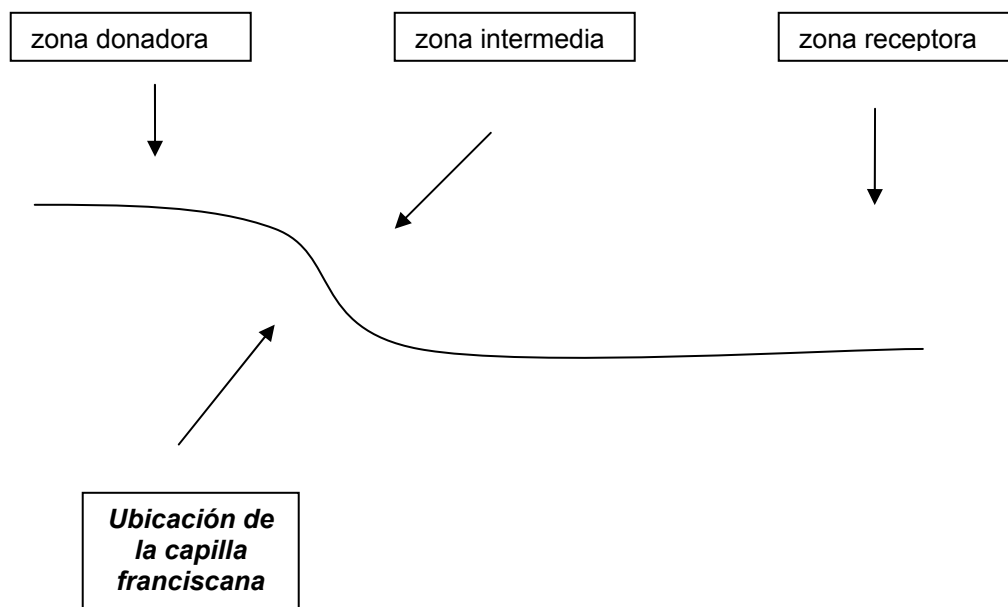 zona donadora
zona intermedia
zona receptora
Ubicación de
la capilla
franciscana